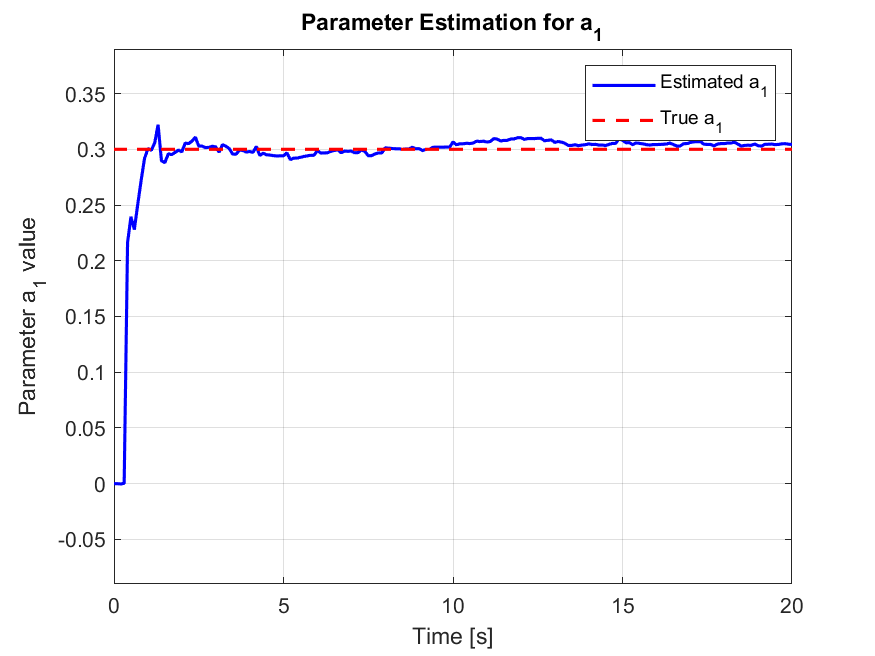 Parameter Estimation for a1
Estimated a1
True a1
0.35
0.3
0.25
0.2
0.15
0.1
0.05
0
-0.05
Parameter a1 value
0 5 10 15 20
Time [s]